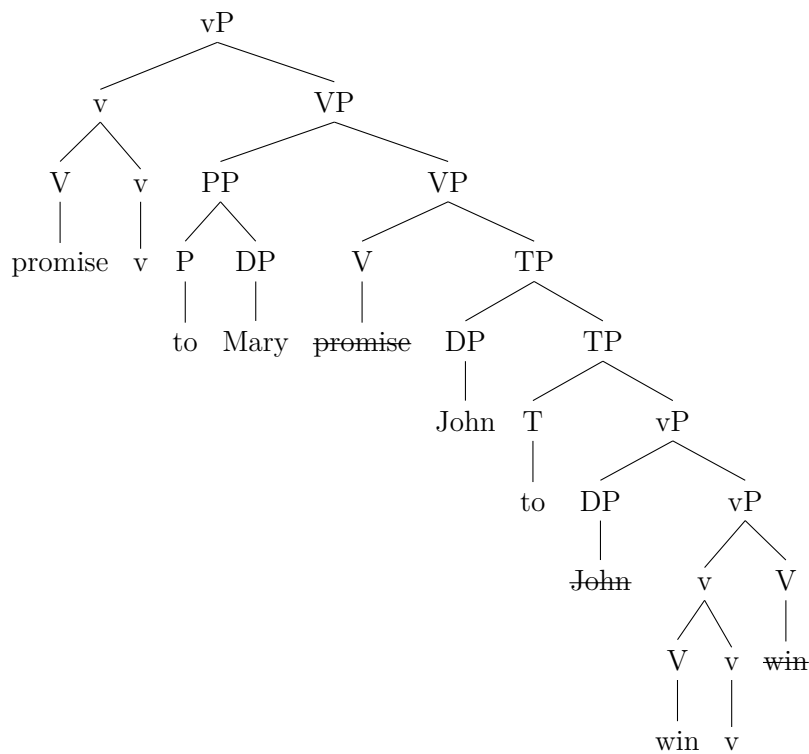 vP
v VP
V v PP VP
promise v P DP V TP
to Mary promise DP TP
John T vP
to DP vP
John v V
V v win
win v